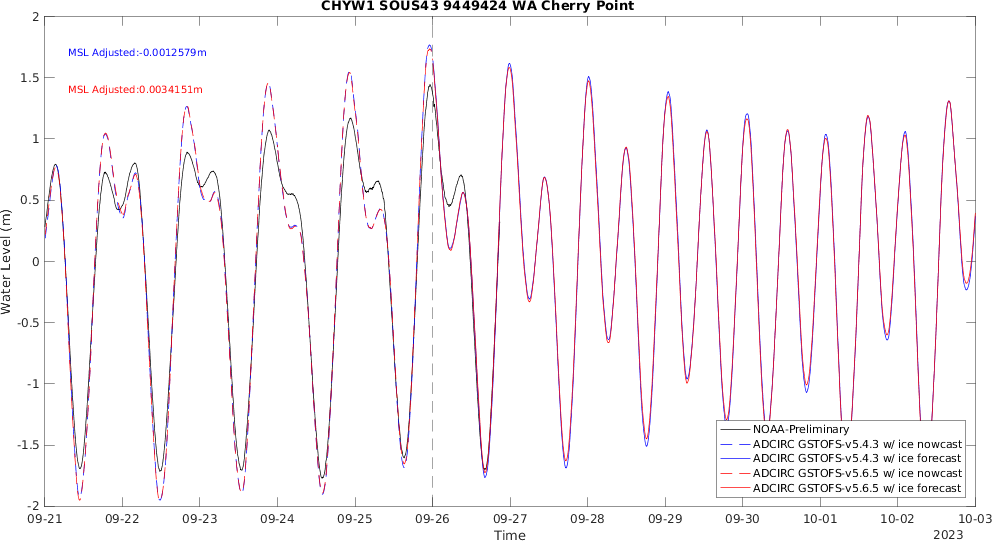 CHYW1 SOUS43 9449424 WA Cherry Point
MSL Adjusted:-0.0012579m
MSL Adjusted:0.0034151m
Water Level (m)
2
1.5
1
0.5
0
-0.5
-1
-1.5
-2
NOAA-Preliminary
ADCIRC GSTOFS-v5.4.3 w/ ice nowcast
ADCIRC GSTOFS-v5.4.3 w/ ice forecast
ADCIRC GSTOFS-v5.6.5 w/ ice nowcast
ADCIRC GSTOFS-v5.6.5 w/ ice forecast
09-21 09-22 09-23 09-24 09-25 09-26 09-27 09-28 09-29 09-30 10-01 10-02 10-03
Time
2023